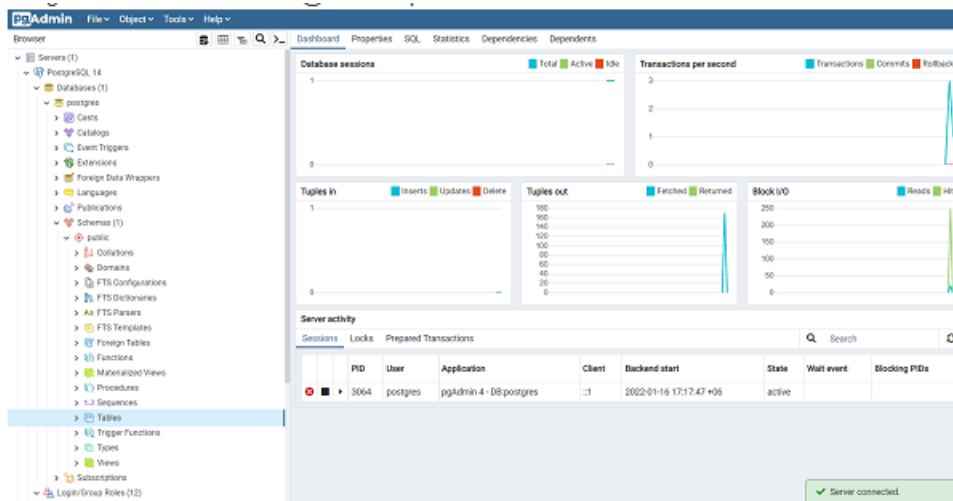 pgAdmin File Object Tools Help
Browser
Dashboard Properties SQL Statistics Dependencies Dependents
Servers (1)
PostgreSQL 14
Databases (1)
postgres
Casts
Catalogs
Event Triggers
Extensions
Foreign Data Wrappers
Languages
Publications
Schemas (1)
public
Collations
Domains
FTS Configurations
FTS Dictionaries
FTS Parsers
FTS Templates
Foreign Tables
Functions
Materialized Views
Procedures
Sequences
Tables
Trigger Functions
Types
Views
Subscriptions
Login/Group Roles (12)
Database sessions Total Active Idle
1
0
Transactions per second Transactions Commits Rollback
3
2
1
0
Tuples in Inserts Updates Delete
1
0
Tuples out Fetched Returned
180
160
140
120
100
80
60
40
20
0
Block I/O Reads Hi
250
200
150
100
50
0
Server activity
Sessions Locks Prepared Transactions Search
PID User Application Client Backend start State Wait event Blocking PIDs
3064 postgres pgAdmin 4 - DB:postgres ::1 2022-01-16 17:17:47 +06 active
Server connected.